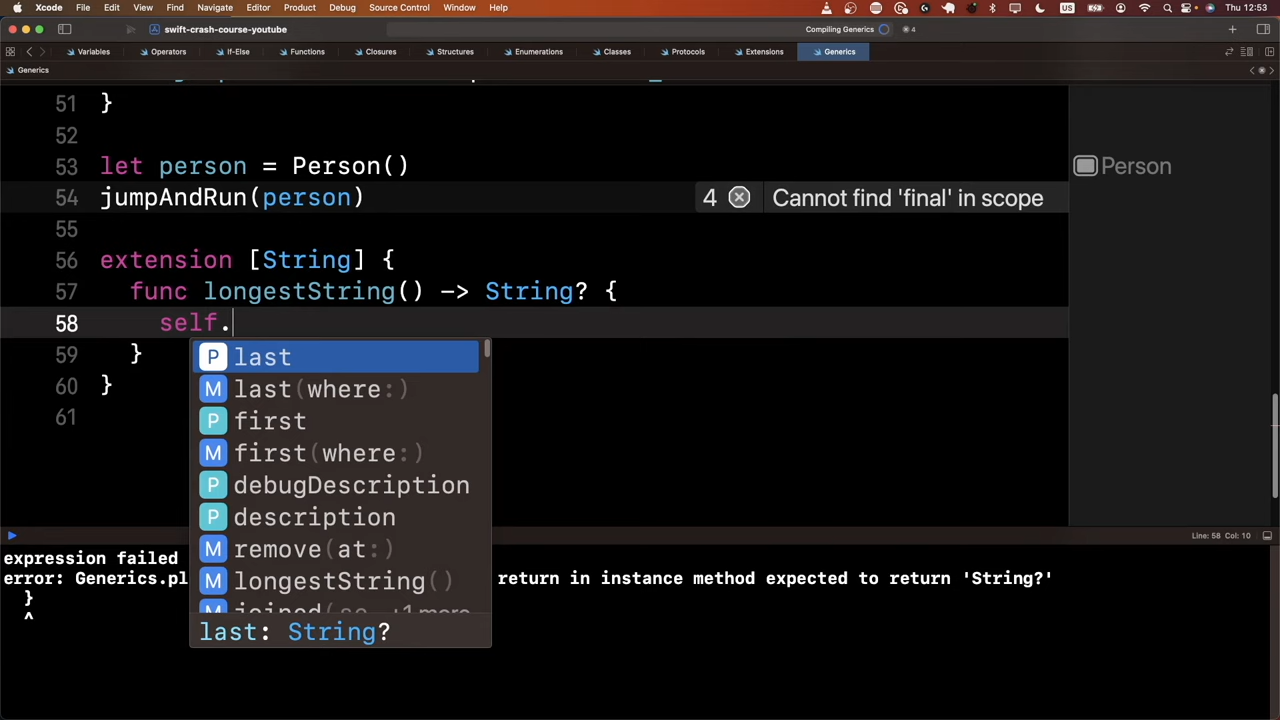 Xcode File Edit View Find Navigate Editor Product Debug Source Control Window Help US Thu 12:53
swift-crash-course-youtube Compiling Generics 4
Variables Operators If-Else Functions Closures Structures Enumerations Classes Protocols Extensions Generics
Generics
51 }
52
53 let person = Person() Person
54 jumpAndRun(person) 4 Cannot find 'final' in scope
55
56 extension [String] {
57 func longestString() -> String? {
58 self.
59 }
60 }
61
P last
M last(where:)
P first
M first(where:)
P debugDescription
P description
M remove(at:)
M longestString()
last: String?
Line: 58 Col: 10
expression failed
error: Generics.pl return in instance method expected to return 'String?'
}
^